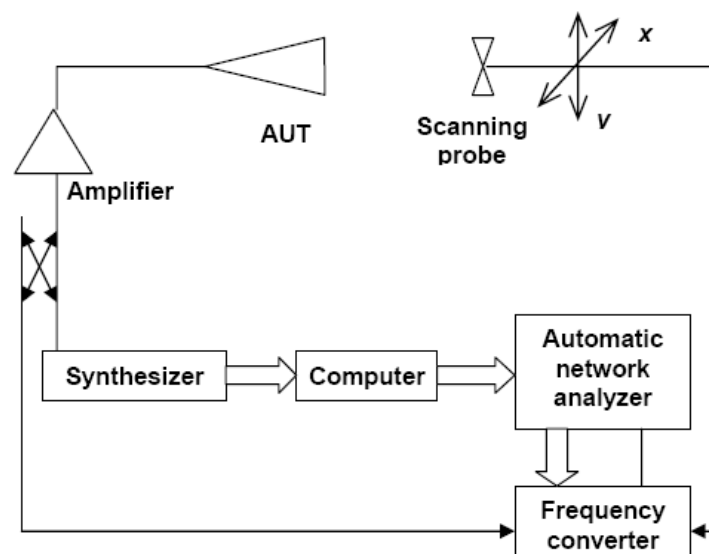 x
AUT
Scanning
probe
v
Amplifier
Synthesizer
Computer
Automatic
network
analyzer
Frequency
converter